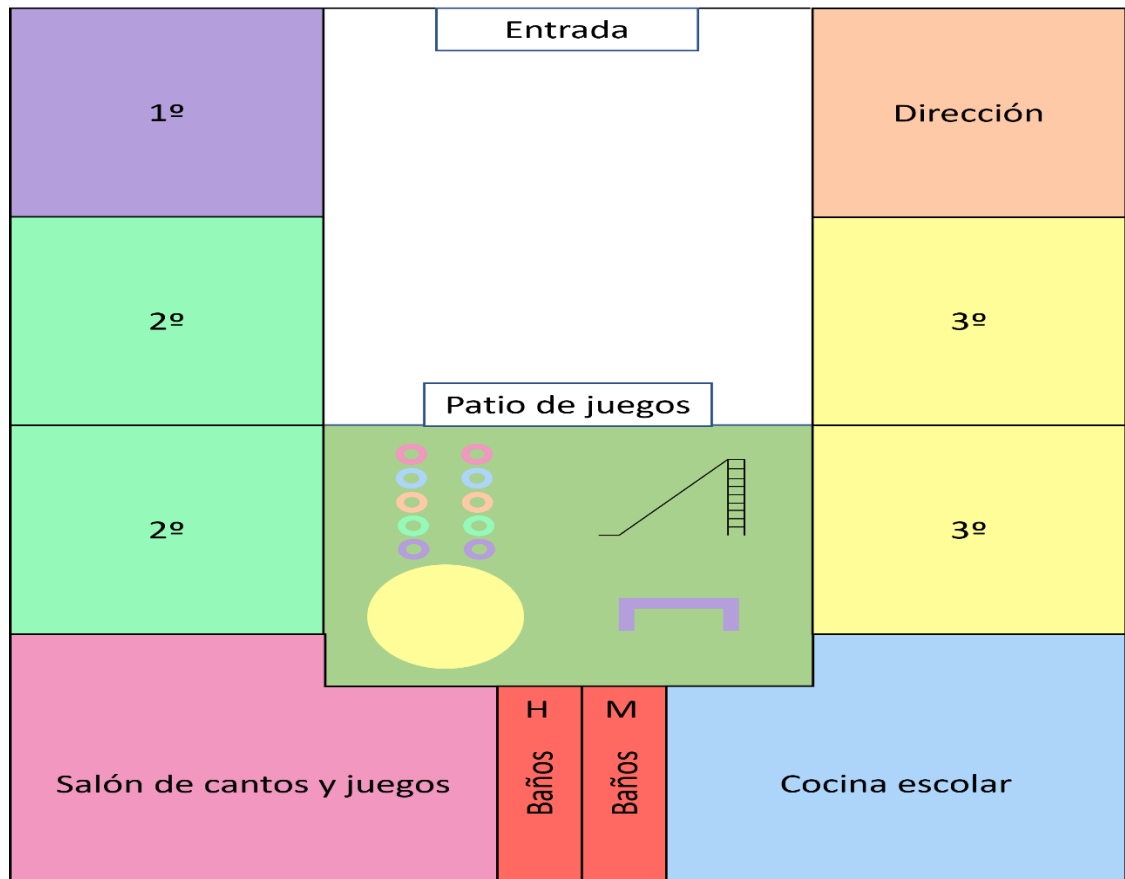 Entrada
1º
Dirección
2º
3º
Patio de juegos
2º
3º
H
M
Baños
Baños
Salón de cantos y juegos
Cocina escolar